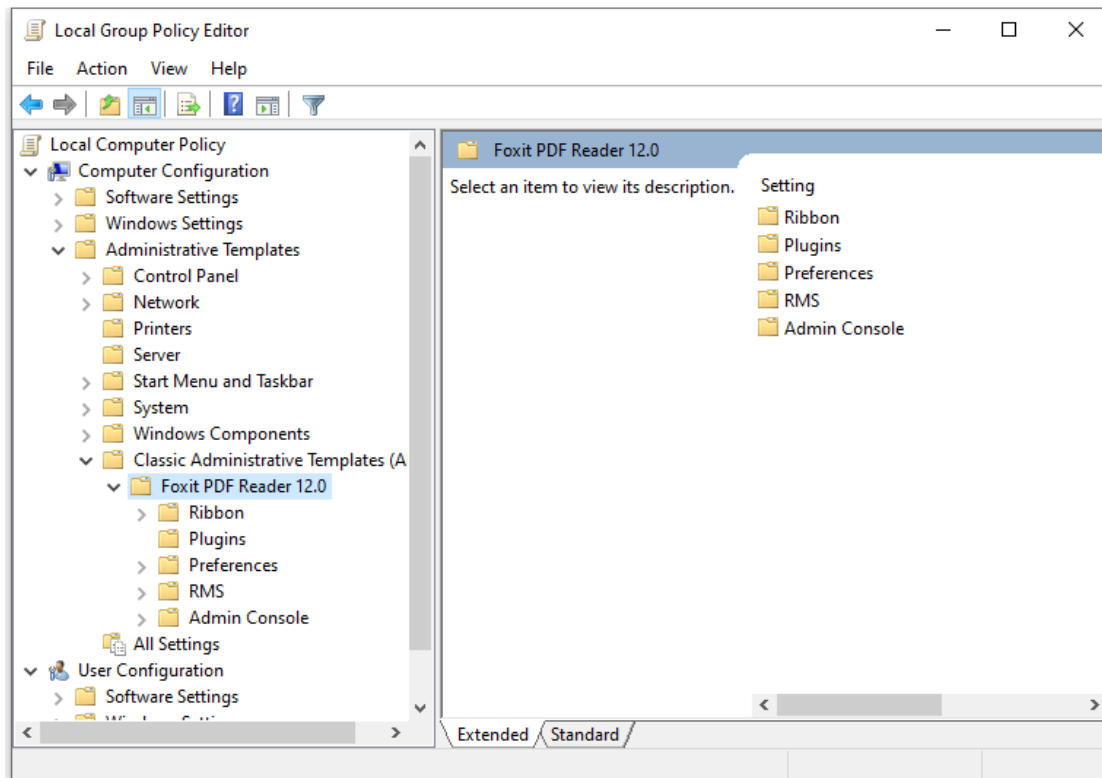 Local Group Policy Editor
File Action View Help
Local Computer Policy
Computer Configuration
Software Settings
Windows Settings
Administrative Templates
Control Panel
Network
Printers
Server
Start Menu and Taskbar
System
Windows Components
Classic Administrative Templates (A
Foxit PDF Reader 12.0
Ribbon
Plugins
Preferences
RMS
Admin Console
All Settings
User Configuration
Software Settings
Foxit PDF Reader 12.0
Select an item to view its description.
Setting
Ribbon
Plugins
Preferences
RMS
Admin Console
Extended Standard